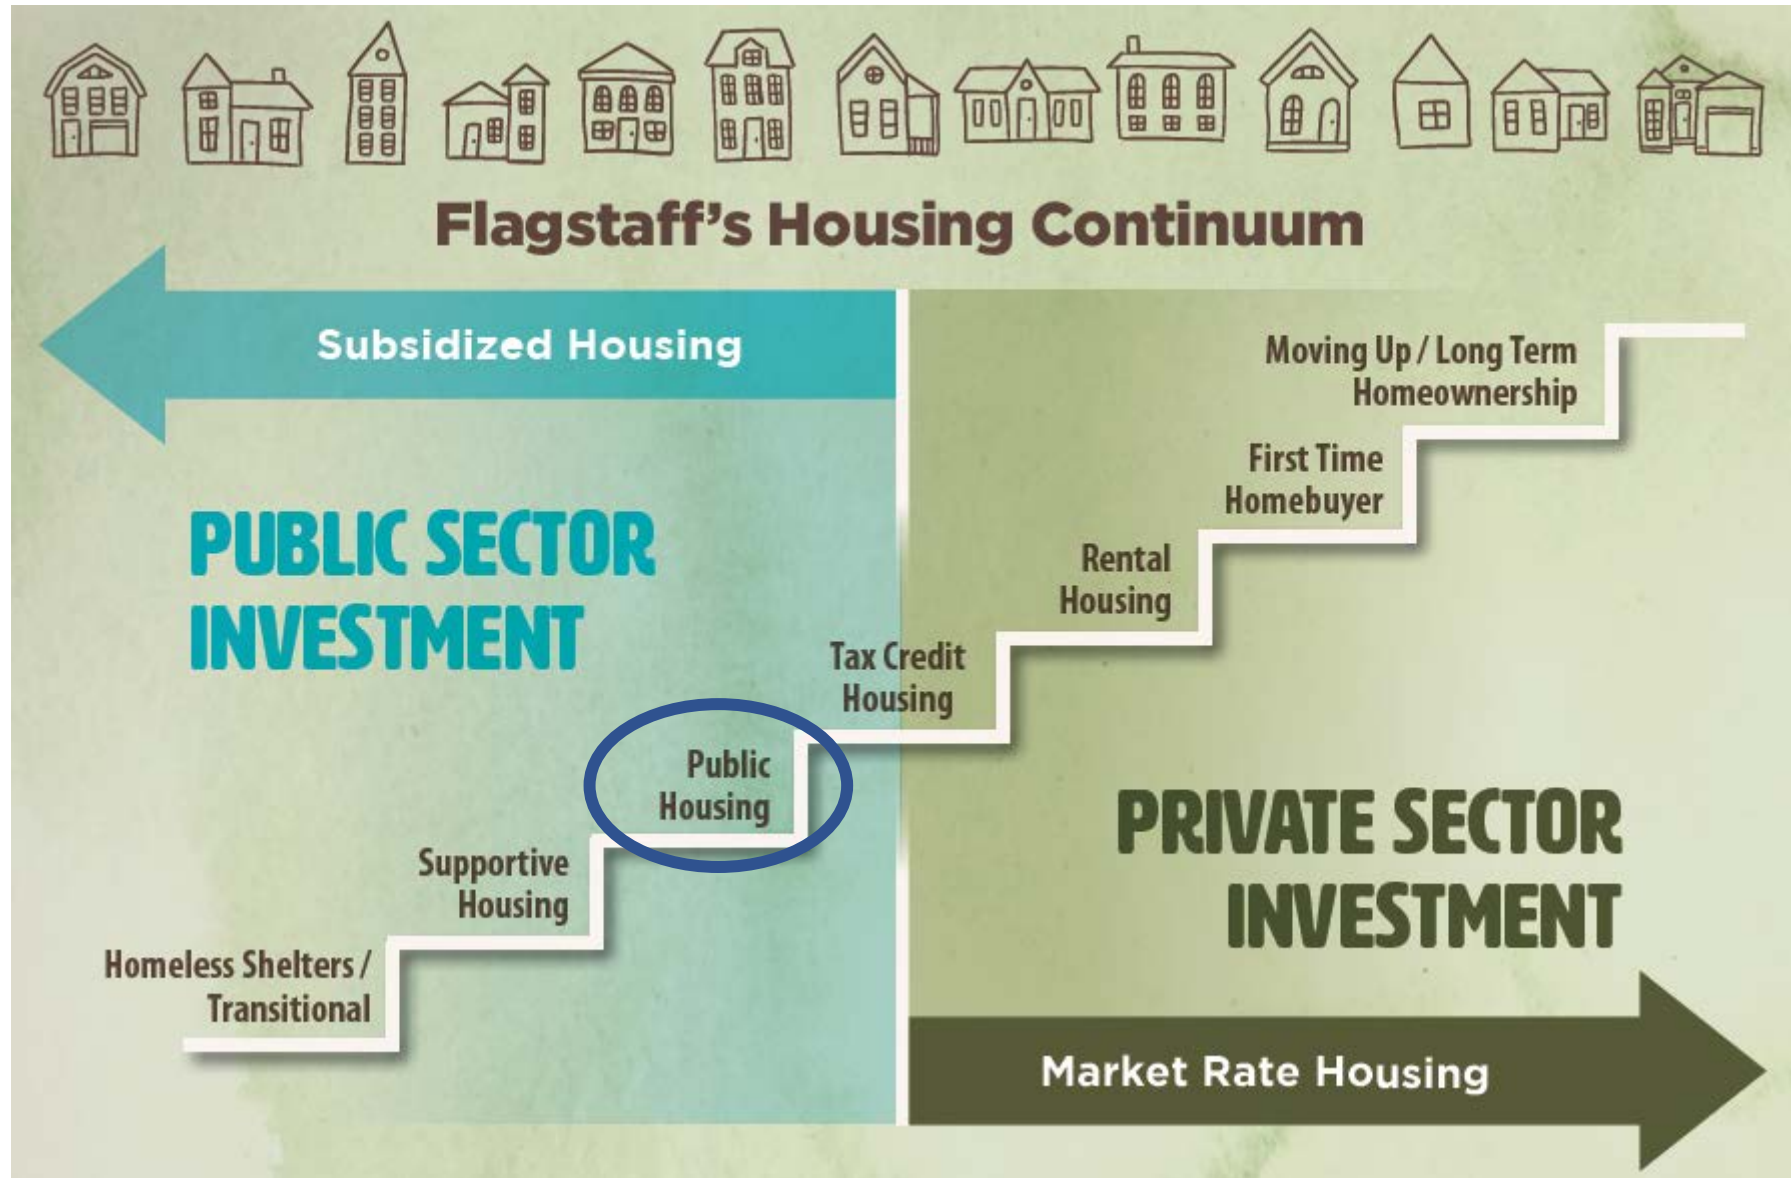 Flagstaff's Housing Continuum
Subsidized Housing
Moving Up / Long Term
Homeownership
First Time
Homebuyer
PUBLIC SECTOR
INVESTMENT
Rental
Housing
Tax Credit
Housing
Public
Housing
PRIVATE SECTOR
INVESTMENT
Supportive
Housing
Homeless Shelters /
Transitional
Market Rate Housing